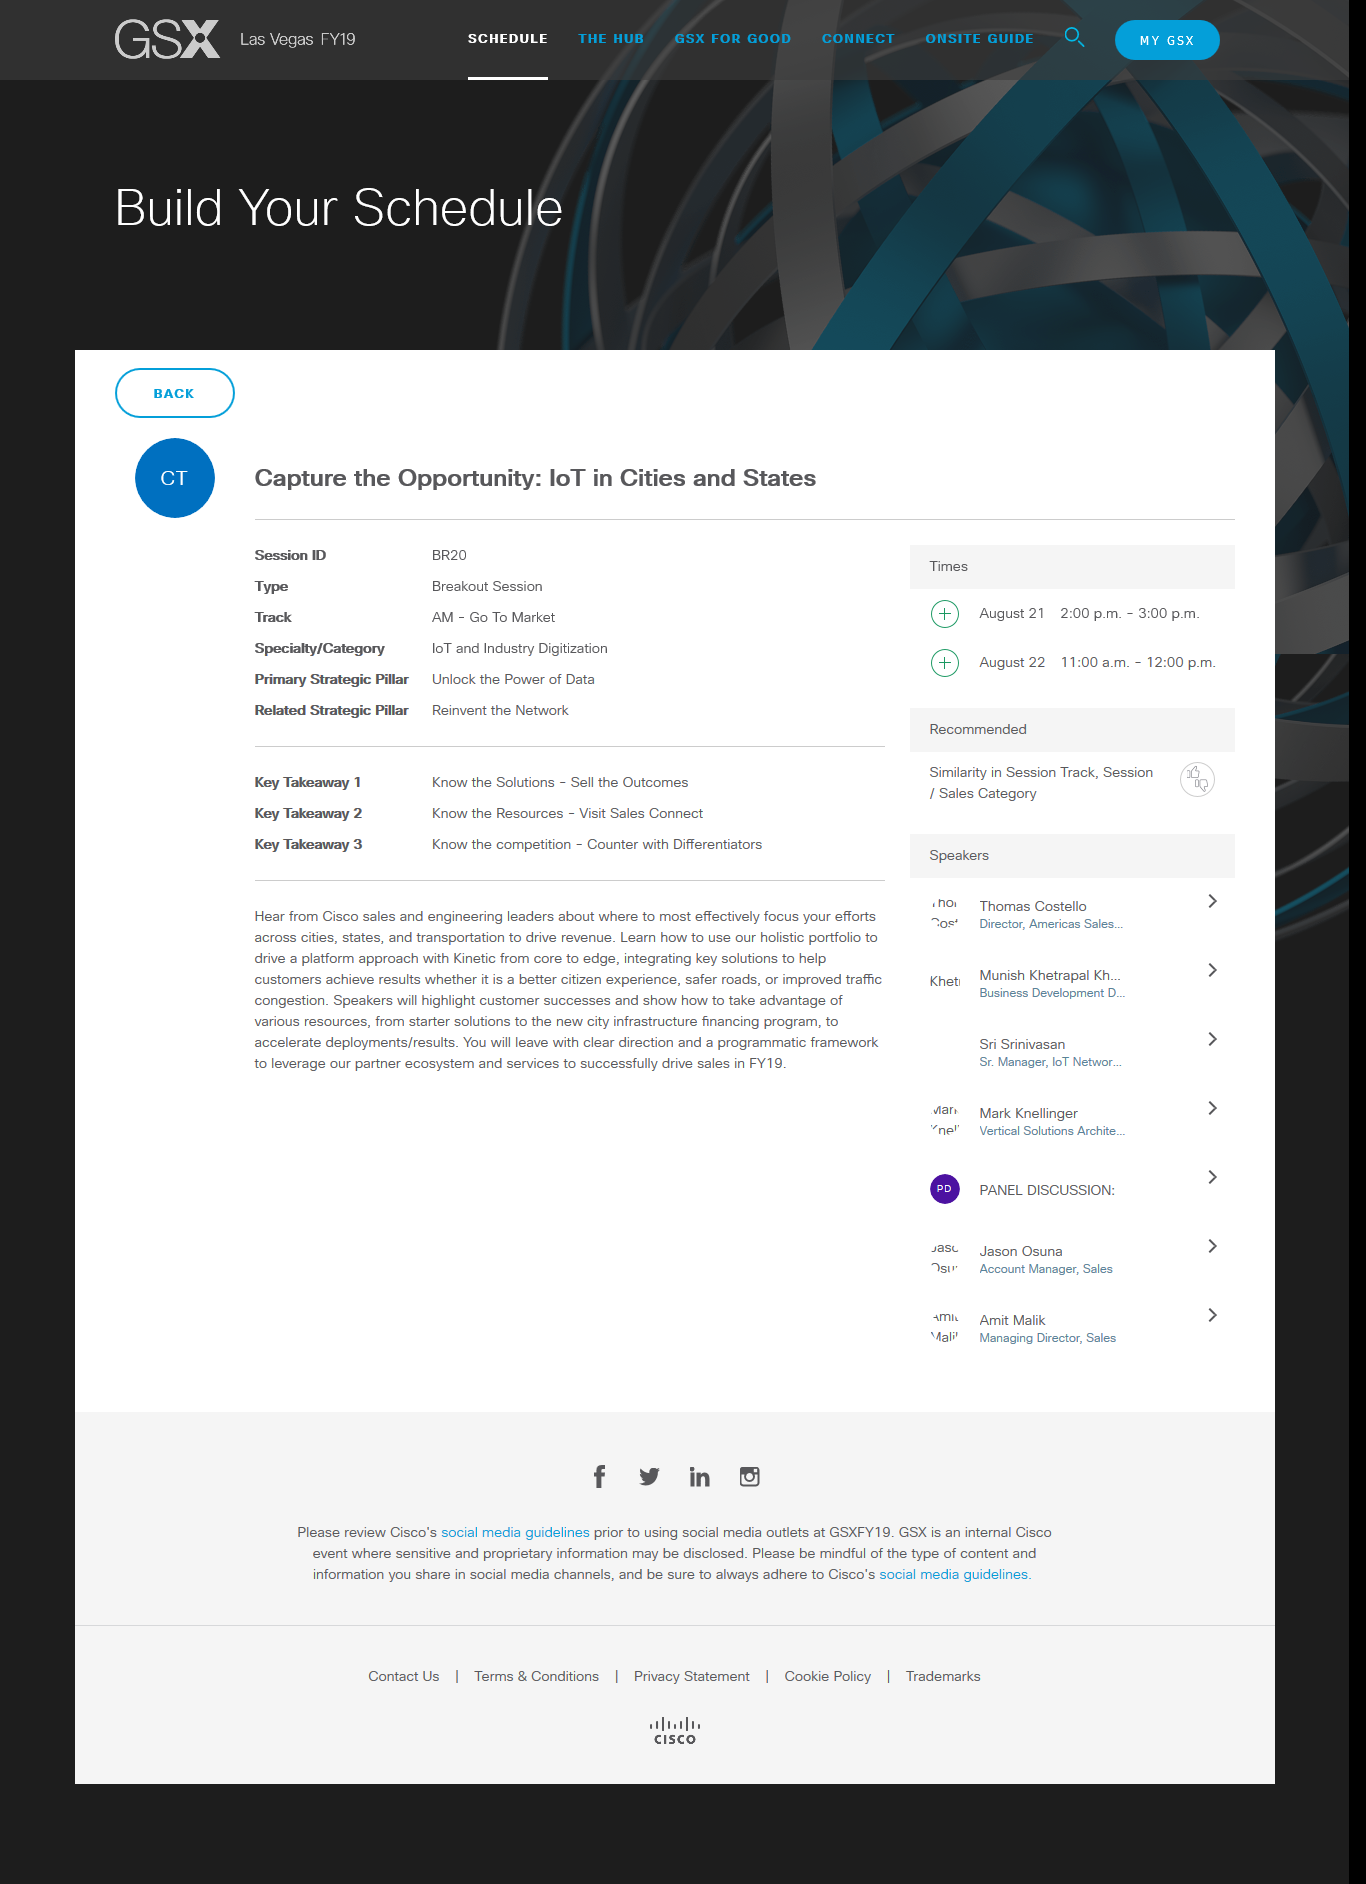 GSX Las Vegas FY19
SCHEDULE THE HUB GSX FOR GOOD CONNECT ONSITE GUIDE MY GSX
Build Your Schedule
BACK
CT
Capture the Opportunity: IoT in Cities and States
Session ID BR20
Type Breakout Session
Track AM - Go To Market
Specialty/Category IoT and Industry Digitization
Primary Strategic Pillar Unlock the Power of Data
Related Strategic Pillar Reinvent the Network
Key Takeaway 1 Know the Solutions - Sell the Outcomes
Key Takeaway 2 Know the Resources - Visit Sales Connect
Key Takeaway 3 Know the competition - Counter with Differentiators
Hear from Cisco sales and engineering leaders about where to most effectively focus your efforts
across cities, states, and transportation to drive revenue. Learn how to use our holistic portfolio to
drive a platform approach with Kinetic from core to edge, integrating key solutions to help
customers achieve results whether it is a better citizen experience, safer roads, or improved traffic
congestion. Speakers will highlight customer successes and show how to take advantage of
various resources, from starter solutions to the new city infrastructure financing program, to
accelerate deployments/results. You will leave with clear direction and a programmatic framework
to leverage our partner ecosystem and services to successfully drive sales in FY19.
Times
August 21 2:00 p.m. - 3:00 p.m.
August 22 11:00 a.m. - 12:00 p.m.
Recommended
Similarity in Session Track, Session
/ Sales Category
Speakers
Thomas Costello
Director, Americas Sales...
Munish Khetrapal Kh...
Business Development D...
Sri Srinivasan
Sr. Manager, IoT Networ...
Mark Knellinger
Vertical Solutions Archite...
PD PANEL DISCUSSION:
Jason Osuna
Account Manager, Sales
Amit Malik
Managing Director, Sales
Please review Cisco's social media guidelines prior to using social media outlets at GSXFY19. GSX is an internal Cisco
event where sensitive and proprietary information may be disclosed. Please be mindful of the type of content and
information you share in social media channels, and be sure to always adhere to Cisco's social media guidelines.
Contact Us | Terms & Conditions | Privacy Statement | Cookie Policy | Trademarks
CISCO